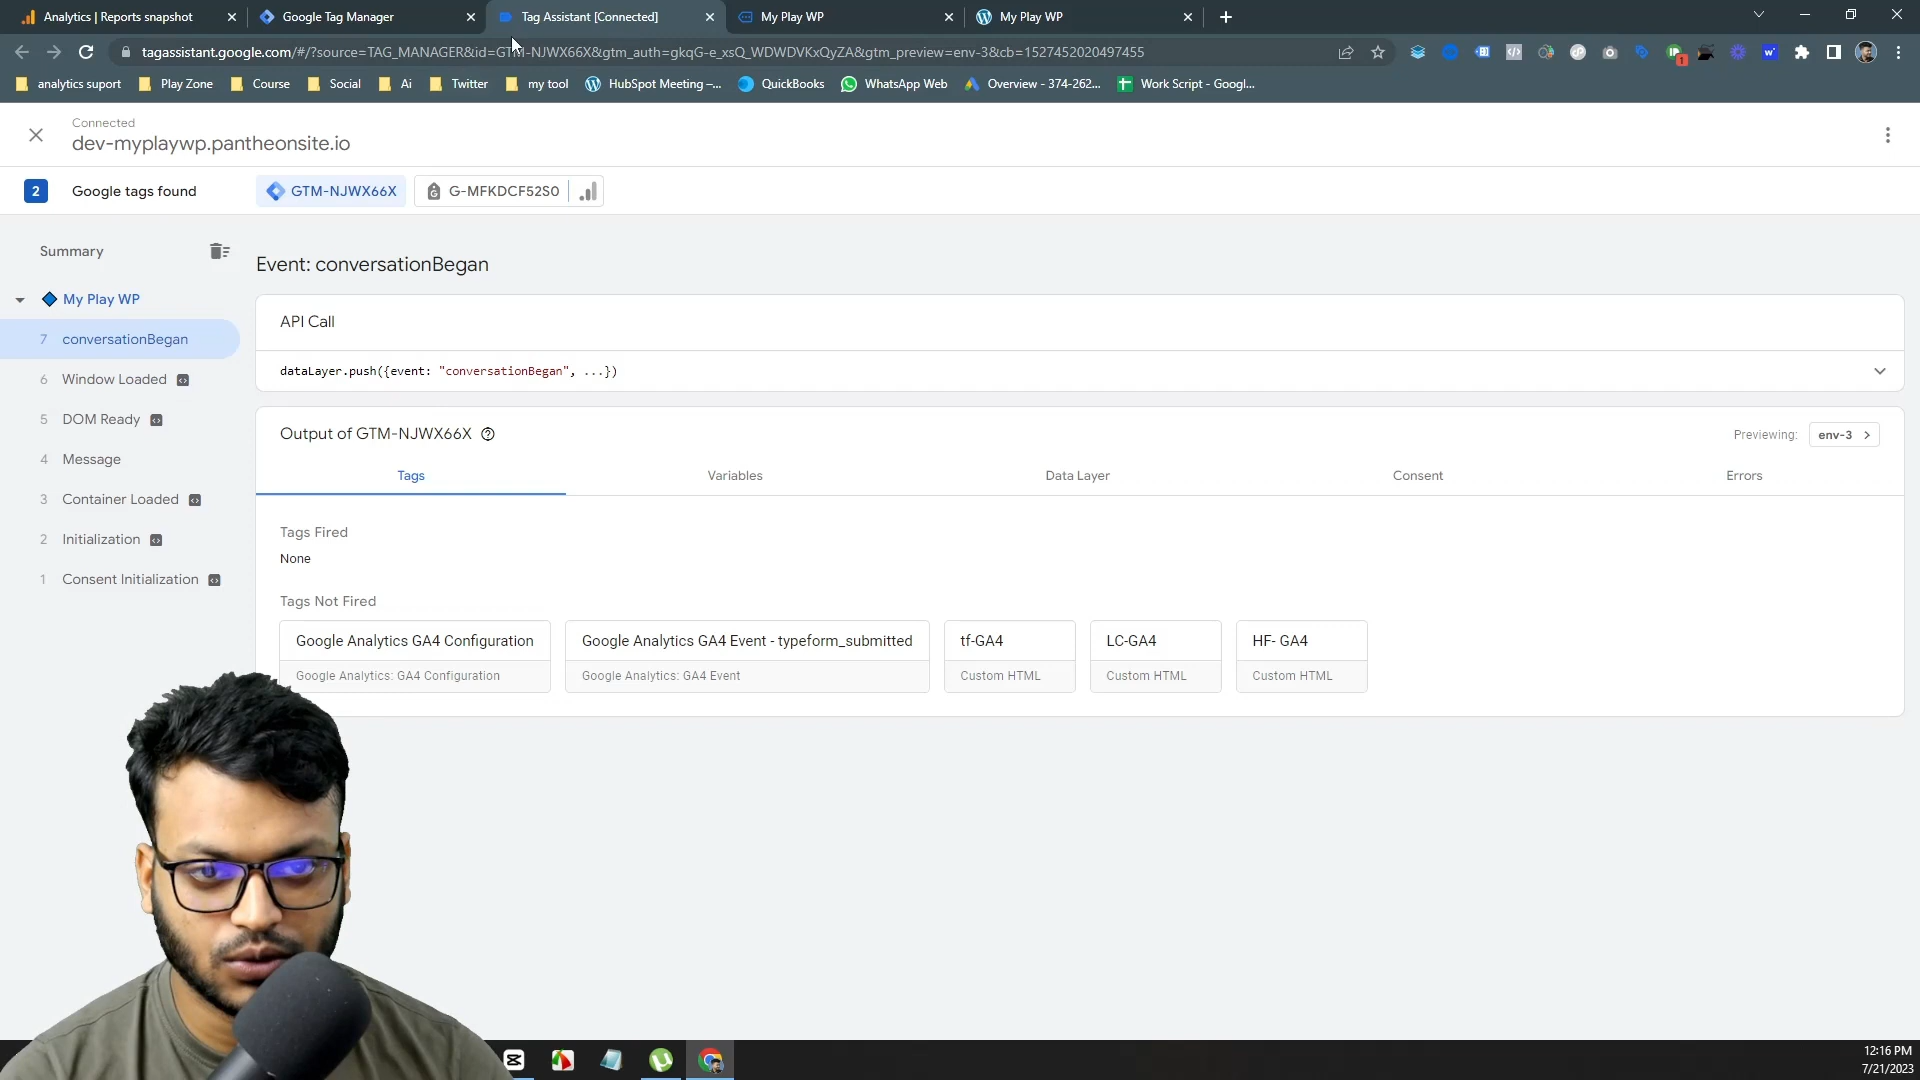 Analytics | Reports snapshot
Google Tag Manager
Tag Assistant [Connected]
My Play WP
My Play WP
tagassistant.google.com/#/?source=TAG_MANAGER&id=GTM-NJWX66X&gtm_auth=gkqG-e_xsQ_WDWDVKxQyZA&gtm_preview=env-3&cb=1527452020497455
analytics suport
Play Zone
Course
Social
Ai
Twitter
my tool
HubSpot Meeting –...
QuickBooks
WhatsApp Web
Overview - 374-262...
Work Script - Googl...
Connected
dev-myplaywp.pantheonsite.io
2 Google tags found
GTM-NJWX66X
G-MFKDCF52S0
Summary
My Play WP
7 conversationBegan
6 Window Loaded
5 DOM Ready
4 Message
3 Container Loaded
2 Initialization
1 Consent Initialization
Event: conversationBegan
API Call
dataLayer.push({event: "conversationBegan", ...})
Output of GTM-NJWX66X
Previewing: env-3
Tags
Variables
Data Layer
Consent
Errors
Tags Fired
None
Tags Not Fired
Google Analytics GA4 Configuration
Google Analytics: GA4 Configuration
Google Analytics GA4 Event - typeform_submitted
Google Analytics: GA4 Event
tf-GA4
Custom HTML
LC-GA4
Custom HTML
HF- GA4
Custom HTML
12:16 PM
7/21/2023